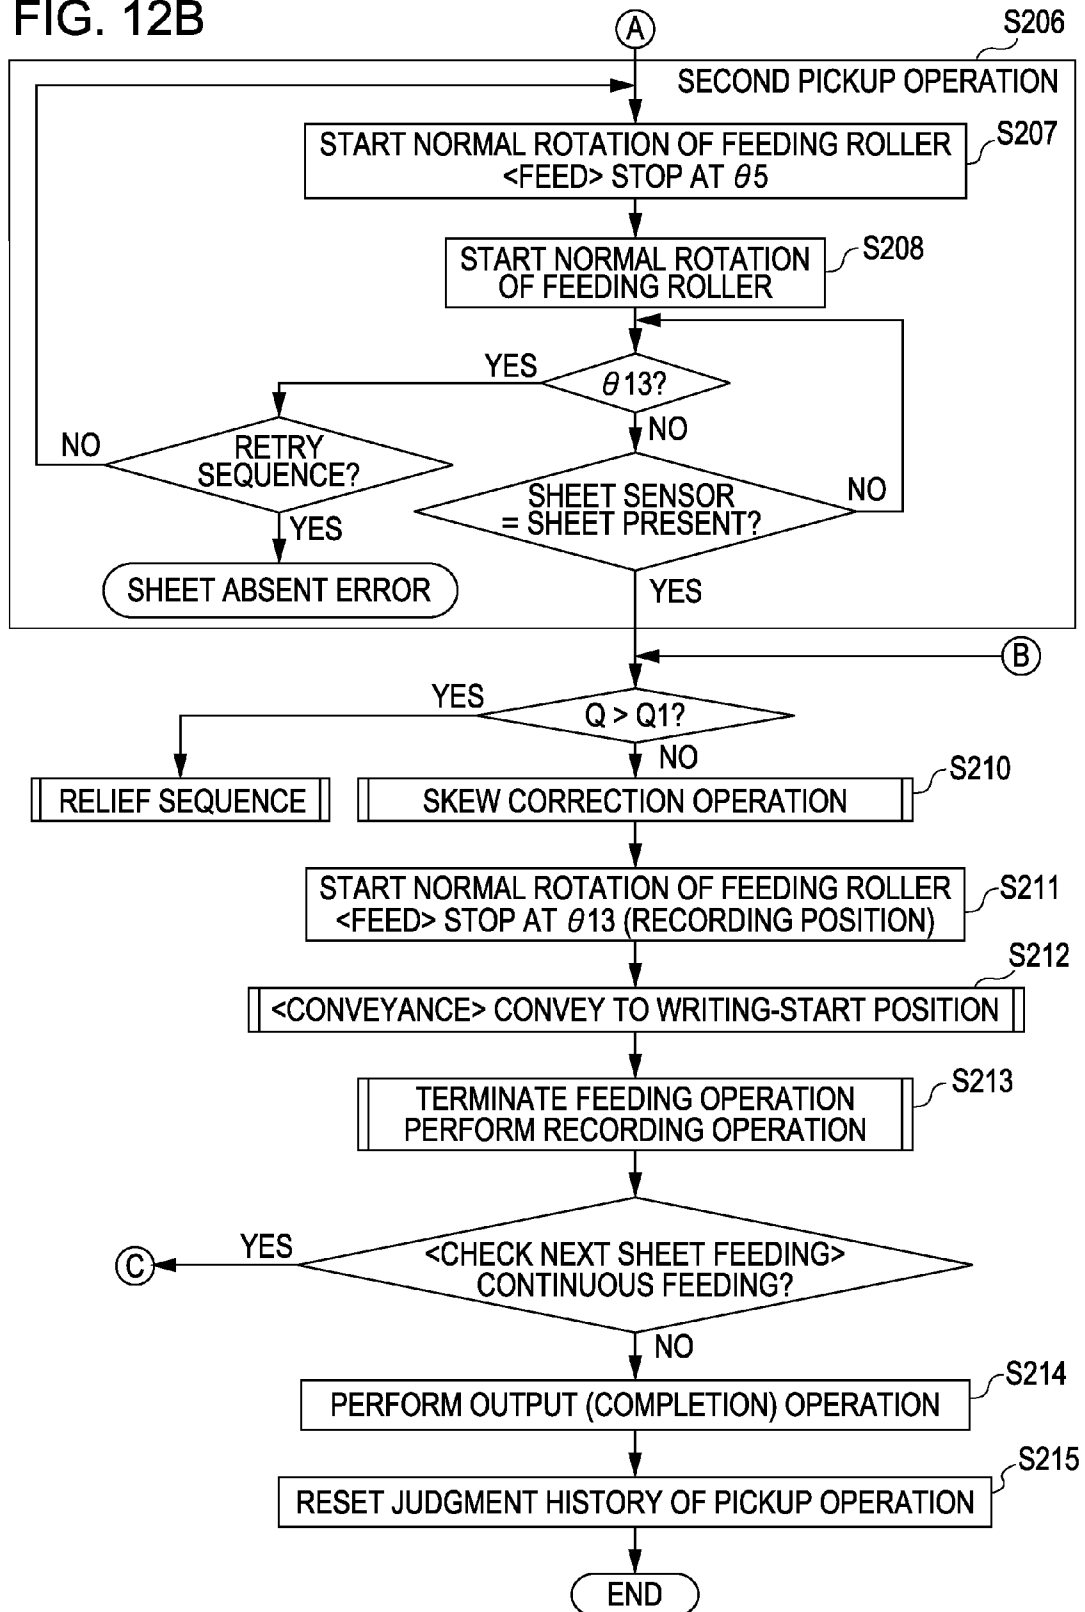 FIG. 12B
A
S206
SECOND PICKUP OPERATION
START NORMAL ROTATION OF FEEDING ROLLER
<FEED> STOP AT θ5
S207
START NORMAL ROTATION
OF FEEDING ROLLER
S208
YES
θ13?
NO
NO
RETRY
SEQUENCE?
YES
SHEET SENSOR
= SHEET PRESENT?
NO
SHEET ABSENT ERROR
YES
B
YES
Q > Q1?
NO
RELIEF SEQUENCE
SKEW CORRECTION OPERATION
S210
START NORMAL ROTATION OF FEEDING ROLLER
<FEED> STOP AT θ13 (RECORDING POSITION)
S211
S212
<CONVEYANCE> CONVEY TO WRITING-START POSITION
TERMINATE FEEDING OPERATION
PERFORM RECORDING OPERATION
S213
C
YES
<CHECK NEXT SHEET FEEDING>
CONTINUOUS FEEDING?
NO
PERFORM OUTPUT (COMPLETION) OPERATION
S214
RESET JUDGMENT HISTORY OF PICKUP OPERATION
S215
END